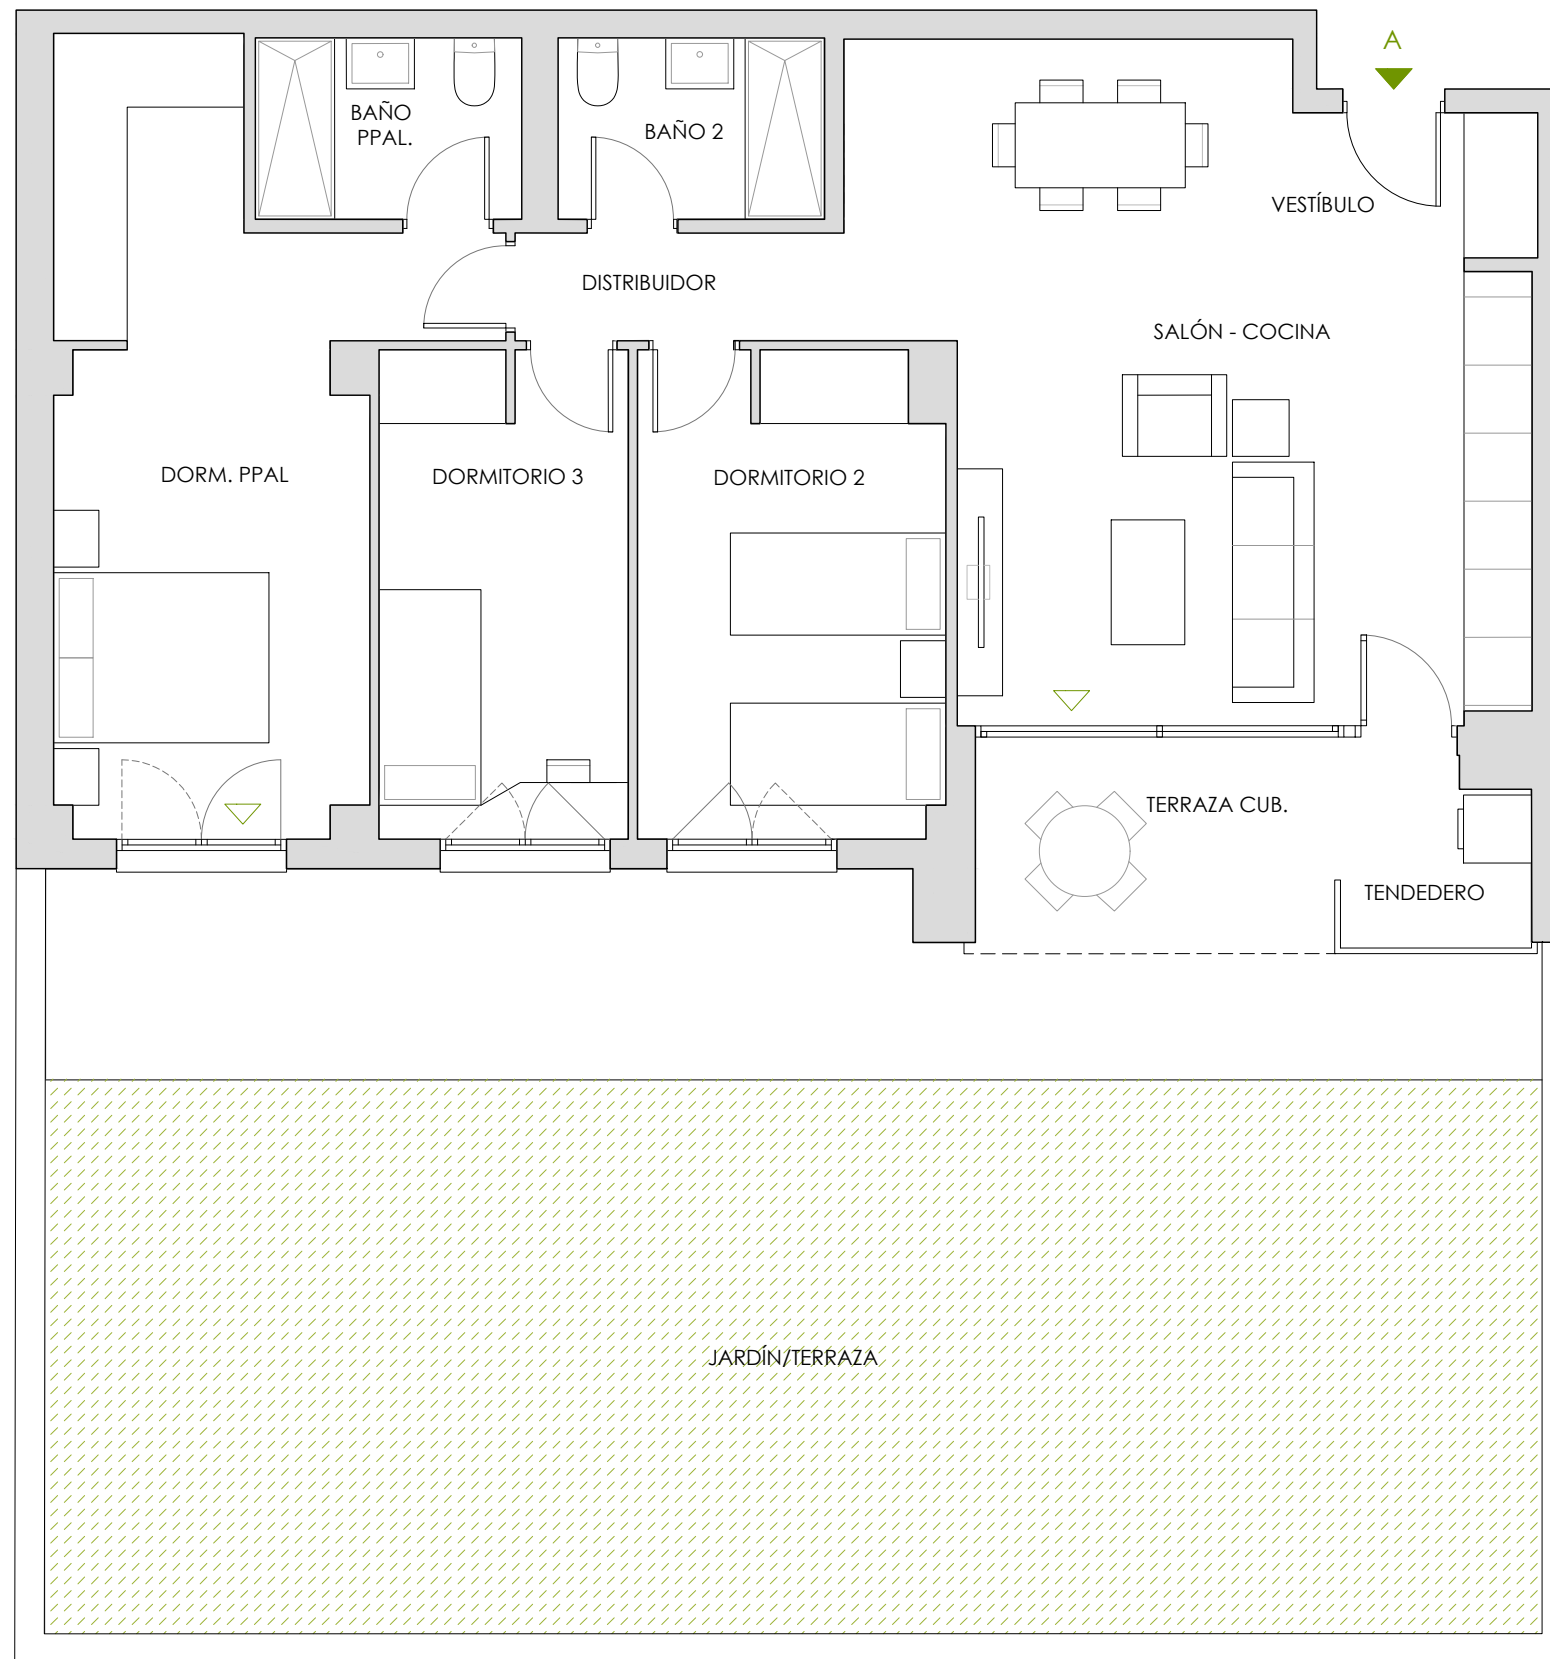 A
BAÑO
PPAL.
BAÑO 2
VESTÍBULO
DISTRIBUIDOR
SALÓN - COCINA
DORM. PPAL
DORMITORIO 3
DORMITORIO 2
TERRAZA CUB.
TENDEDERO
JARDÍN/TERRAZA